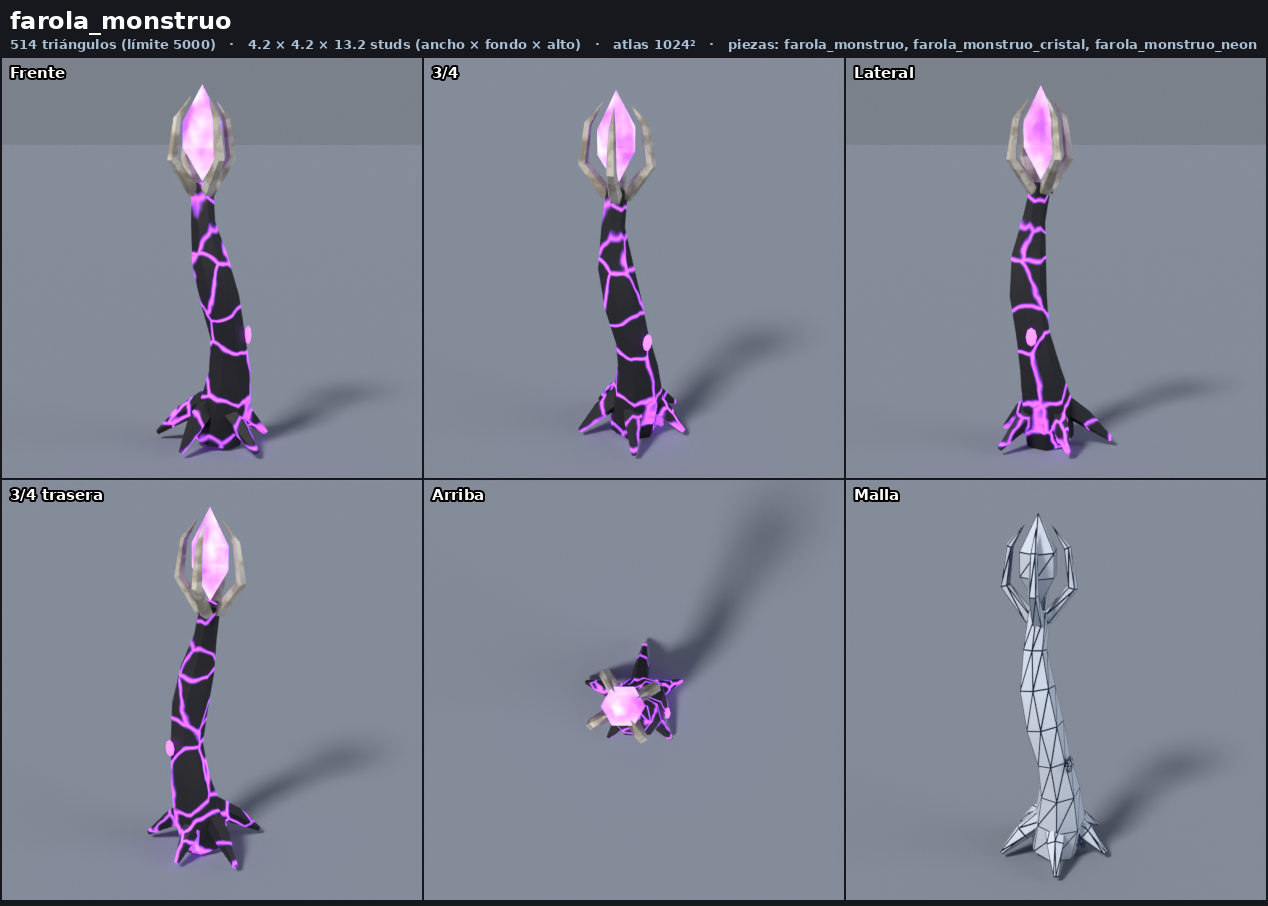 farola_monstruo
514 triángulos (límite 5000) · 4.2 × 4.2 × 13.2 studs (ancho × fondo × alto) · atlas 1024² · piezas: farola_monstruo, farola_monstruo_cristal, farola_monstruo_neon
Frente
3/4
Lateral
3/4 trasera
Arriba
Malla